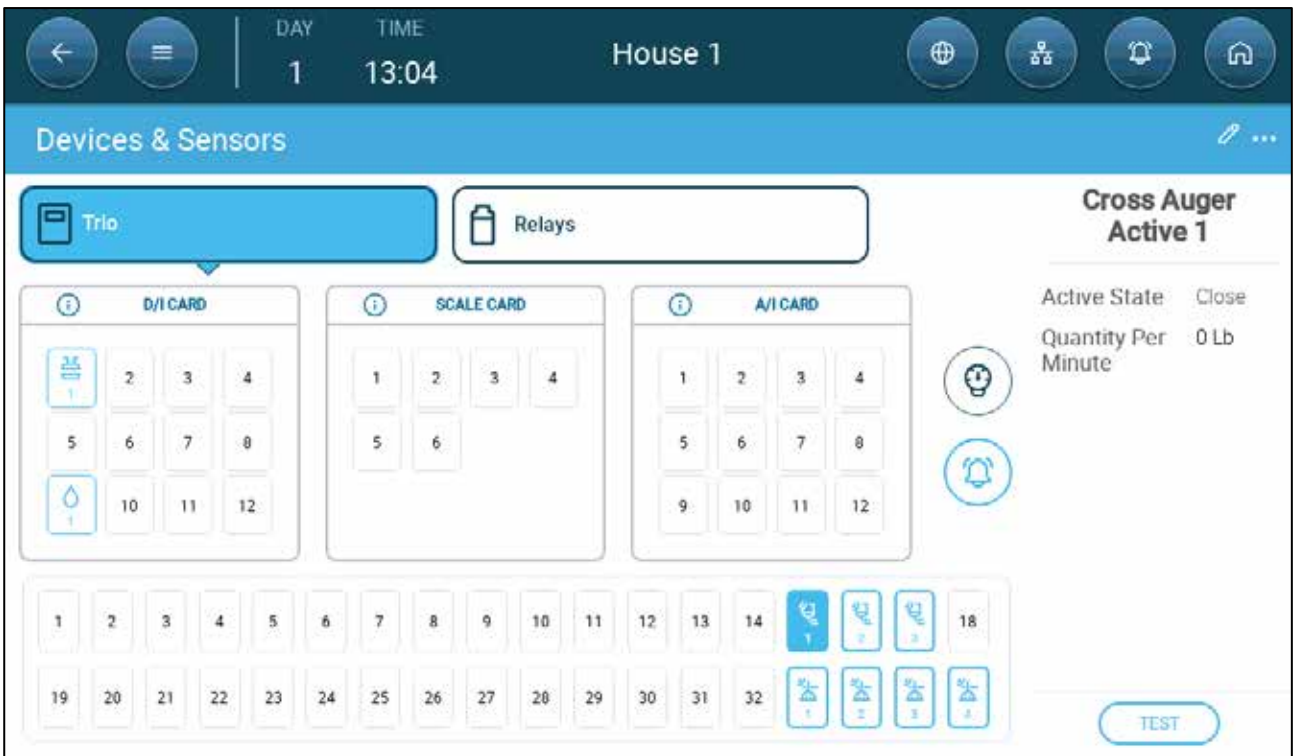 DAY TIME
1 13:04 House 1
Devices & Sensors
Trio Relays
Cross Auger
Active 1
D/I CARD SCALE CARD A/I CARD
Active State Close
Quantity Per 0 Lb
Minute
1 2 3 4 1 2 3 4 1 2 3 4
5 6 7 8 5 6 5 6 7 8
1 10 11 12 9 10 11 12
1 2 3 4 5 6 7 8 9 10 11 12 13 14 1 2 3 18
19 20 21 22 23 24 25 26 27 28 29 30 31 32 1 2 3 4
TEST